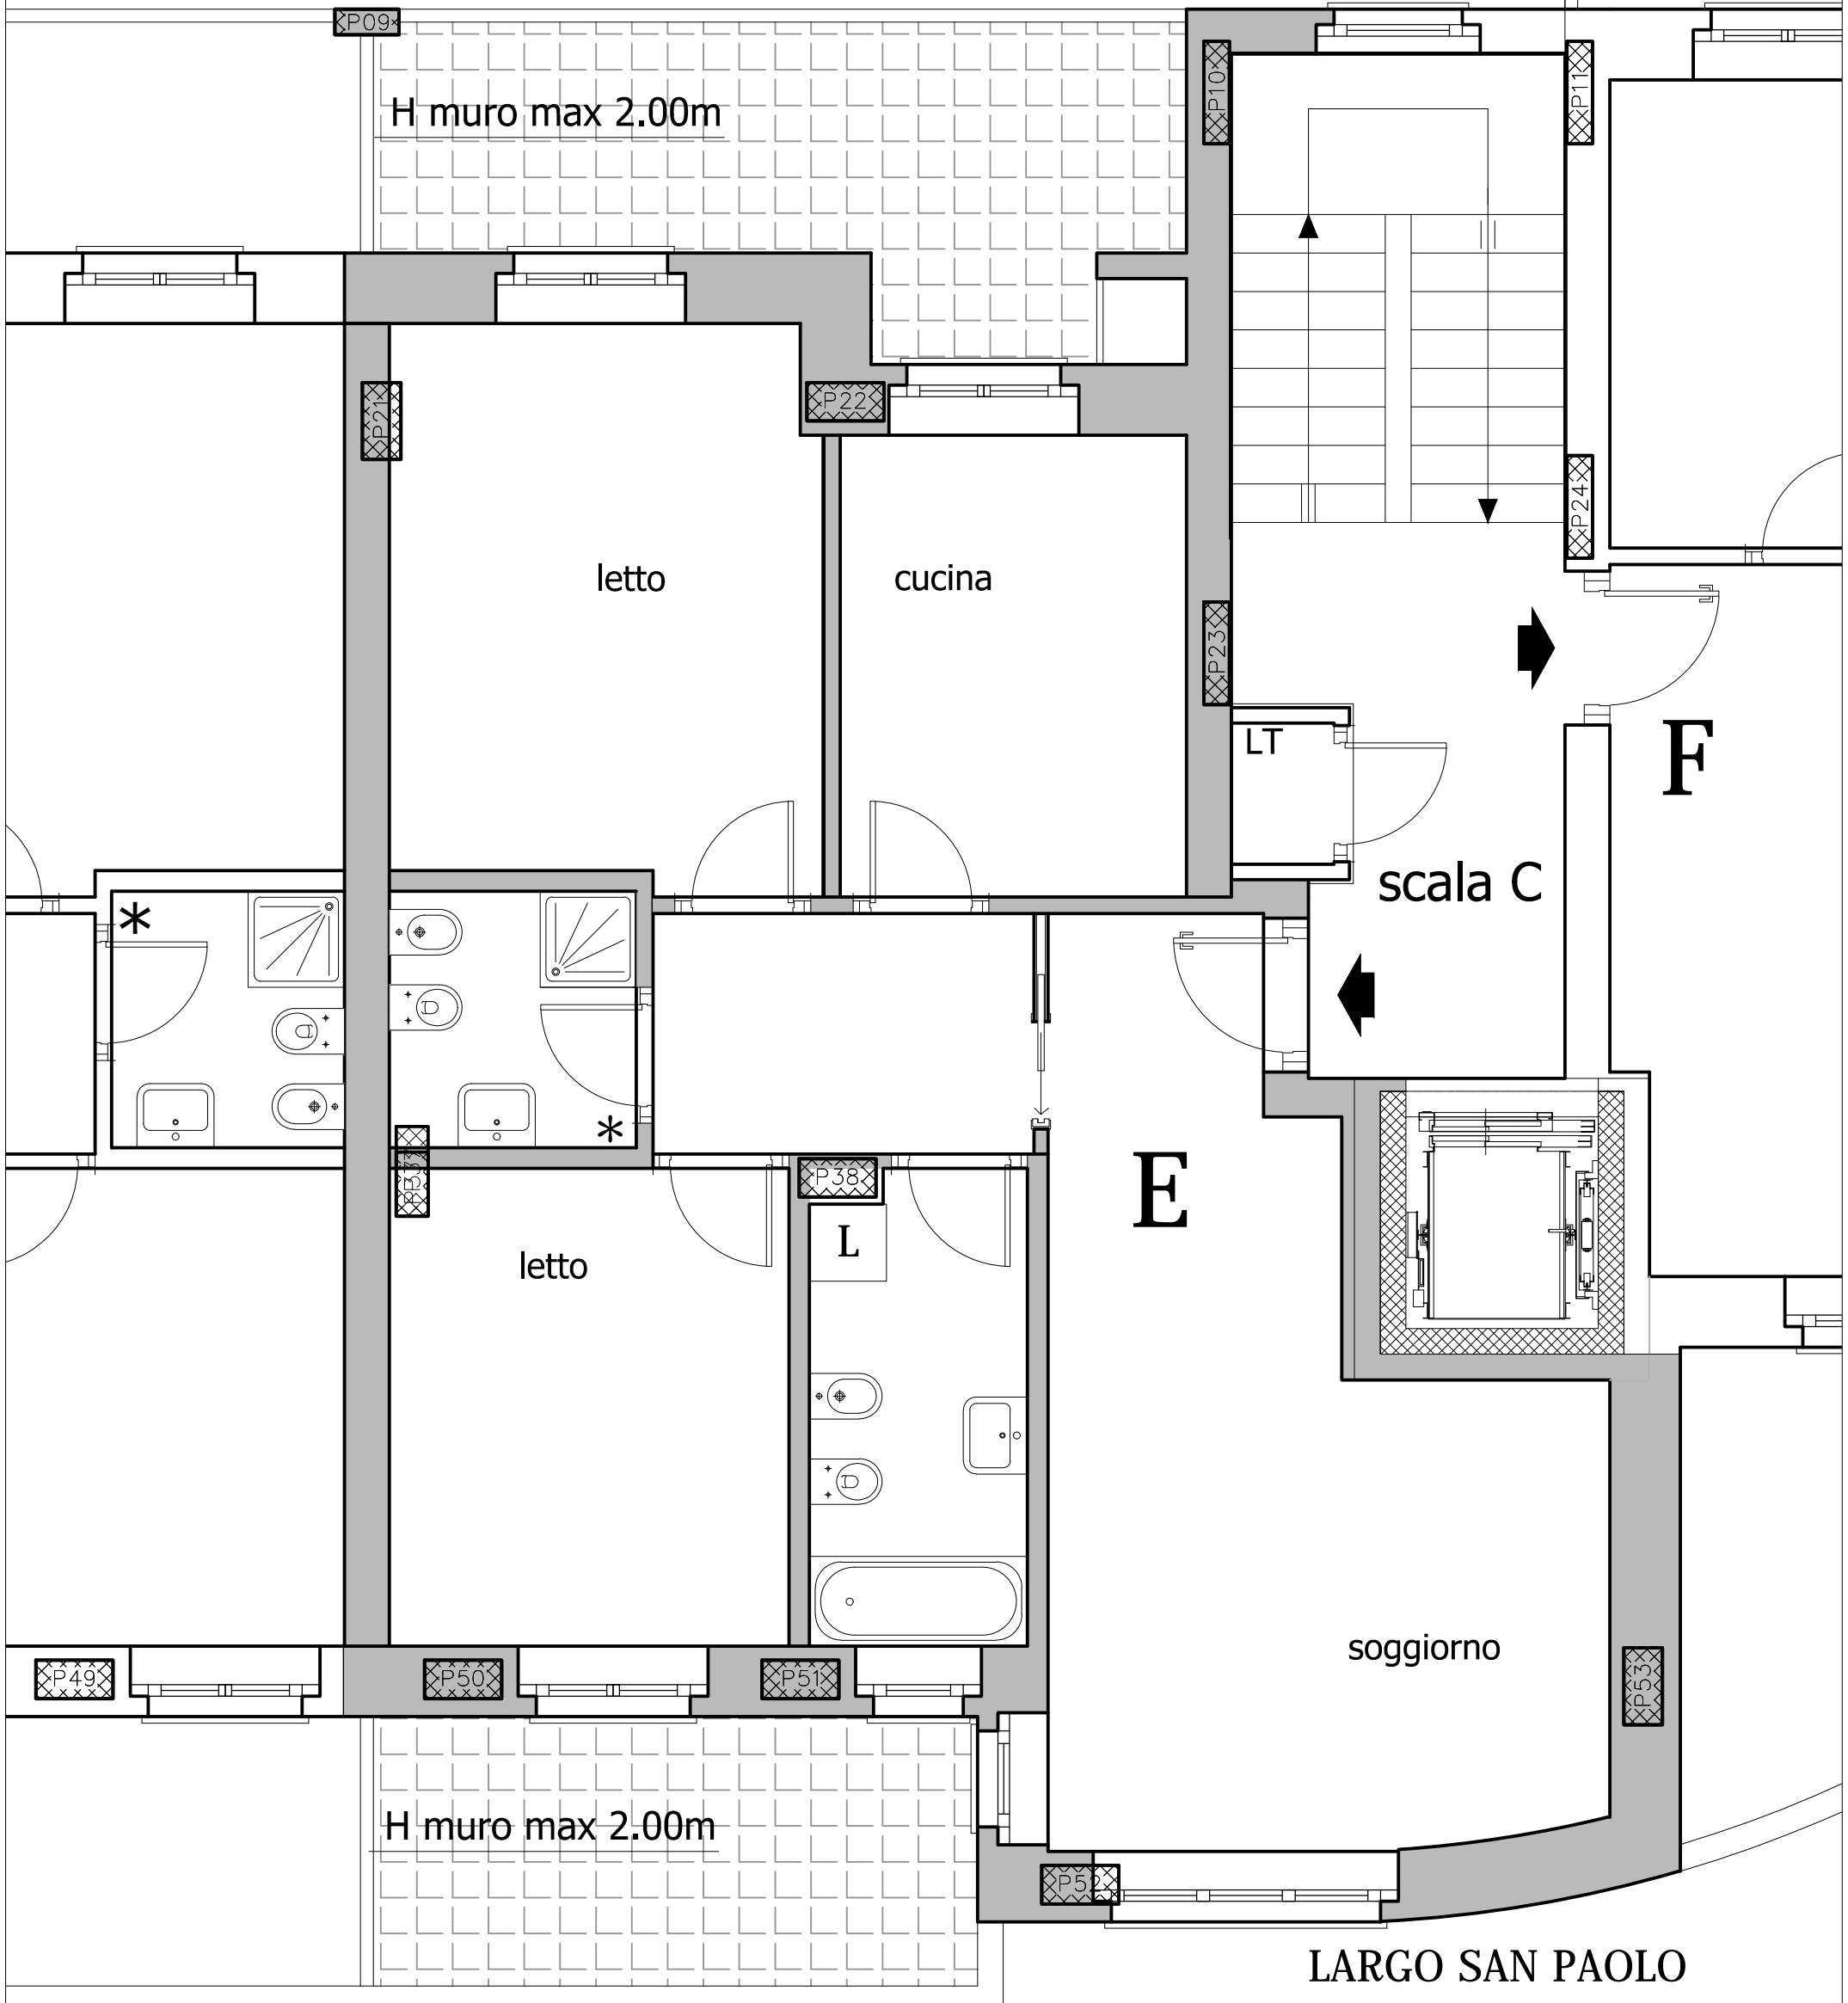 P09
H muro max 2.00m
P10
P11
P21
P22
P24
letto
cucina
P23
LT
F
scala C
*
*
P33
P38
E
L
letto
soggiorno
P49
P50
P51
P53
H muro max 2.00m
P52
LARGO SAN PAOLO